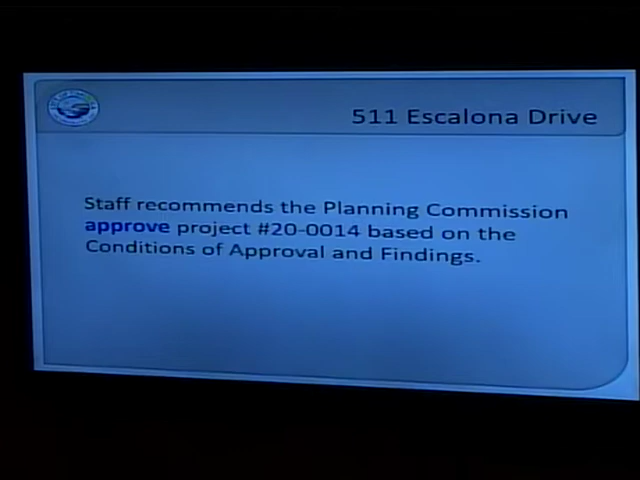 511 Escalona Drive
Staff recommends the Planning Commission
approve project #20-0014 based on the
Conditions of Approval and Findings.